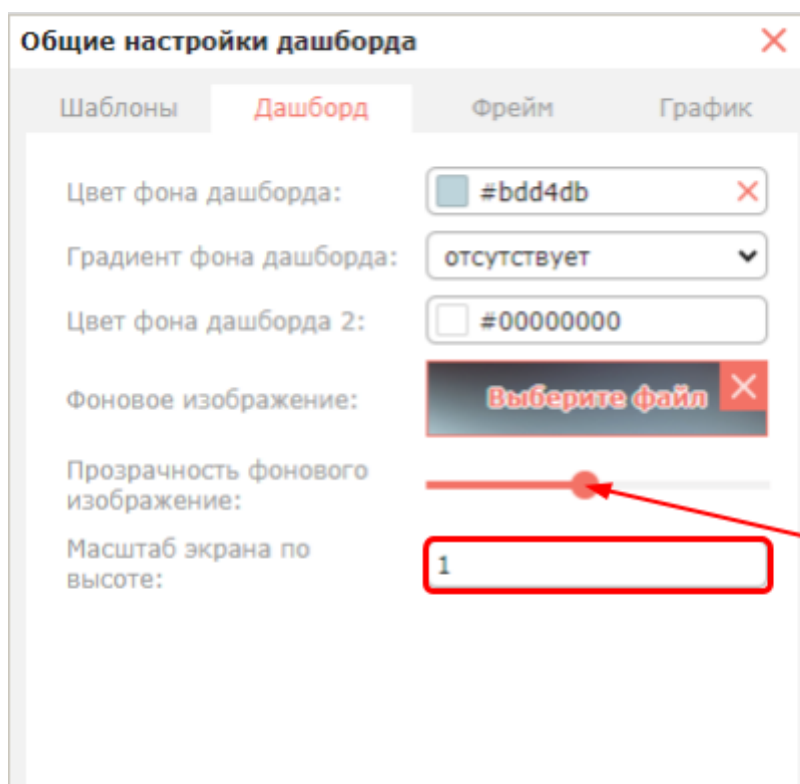 Общие настройки дашборда
Шаблоны Дашборд Фрейм График
Цвет фона дашборда: #bdd4db
Градиент фона дашборда: отсутствует
Цвет фона дашборда 2: #00000000
Фоновое изображение: Выберите файл
Прозрачность фонового
изображение:
Масштаб экрана по
высоте: 1